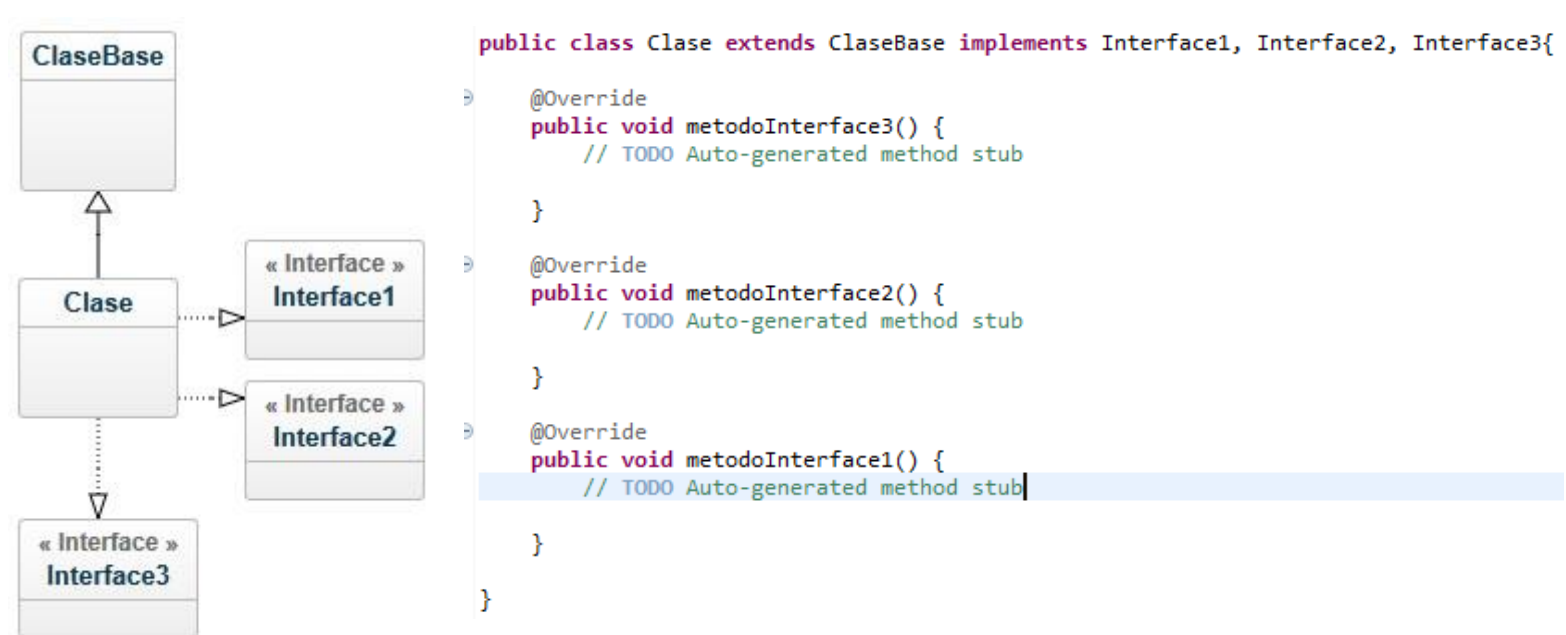 ClaseBase
Clase
« Interface »
Interface1
« Interface »
Interface2
« Interface »
Interface3
public class Clase extends ClaseBase implements Interface1, Interface2, Interface3{
@Override
public void metodoInterface3() {
// TODO Auto-generated method stub
}
@Override
public void metodoInterface2() {
// TODO Auto-generated method stub
}
@Override
public void metodoInterface1() {
// TODO Auto-generated method stub
}
}